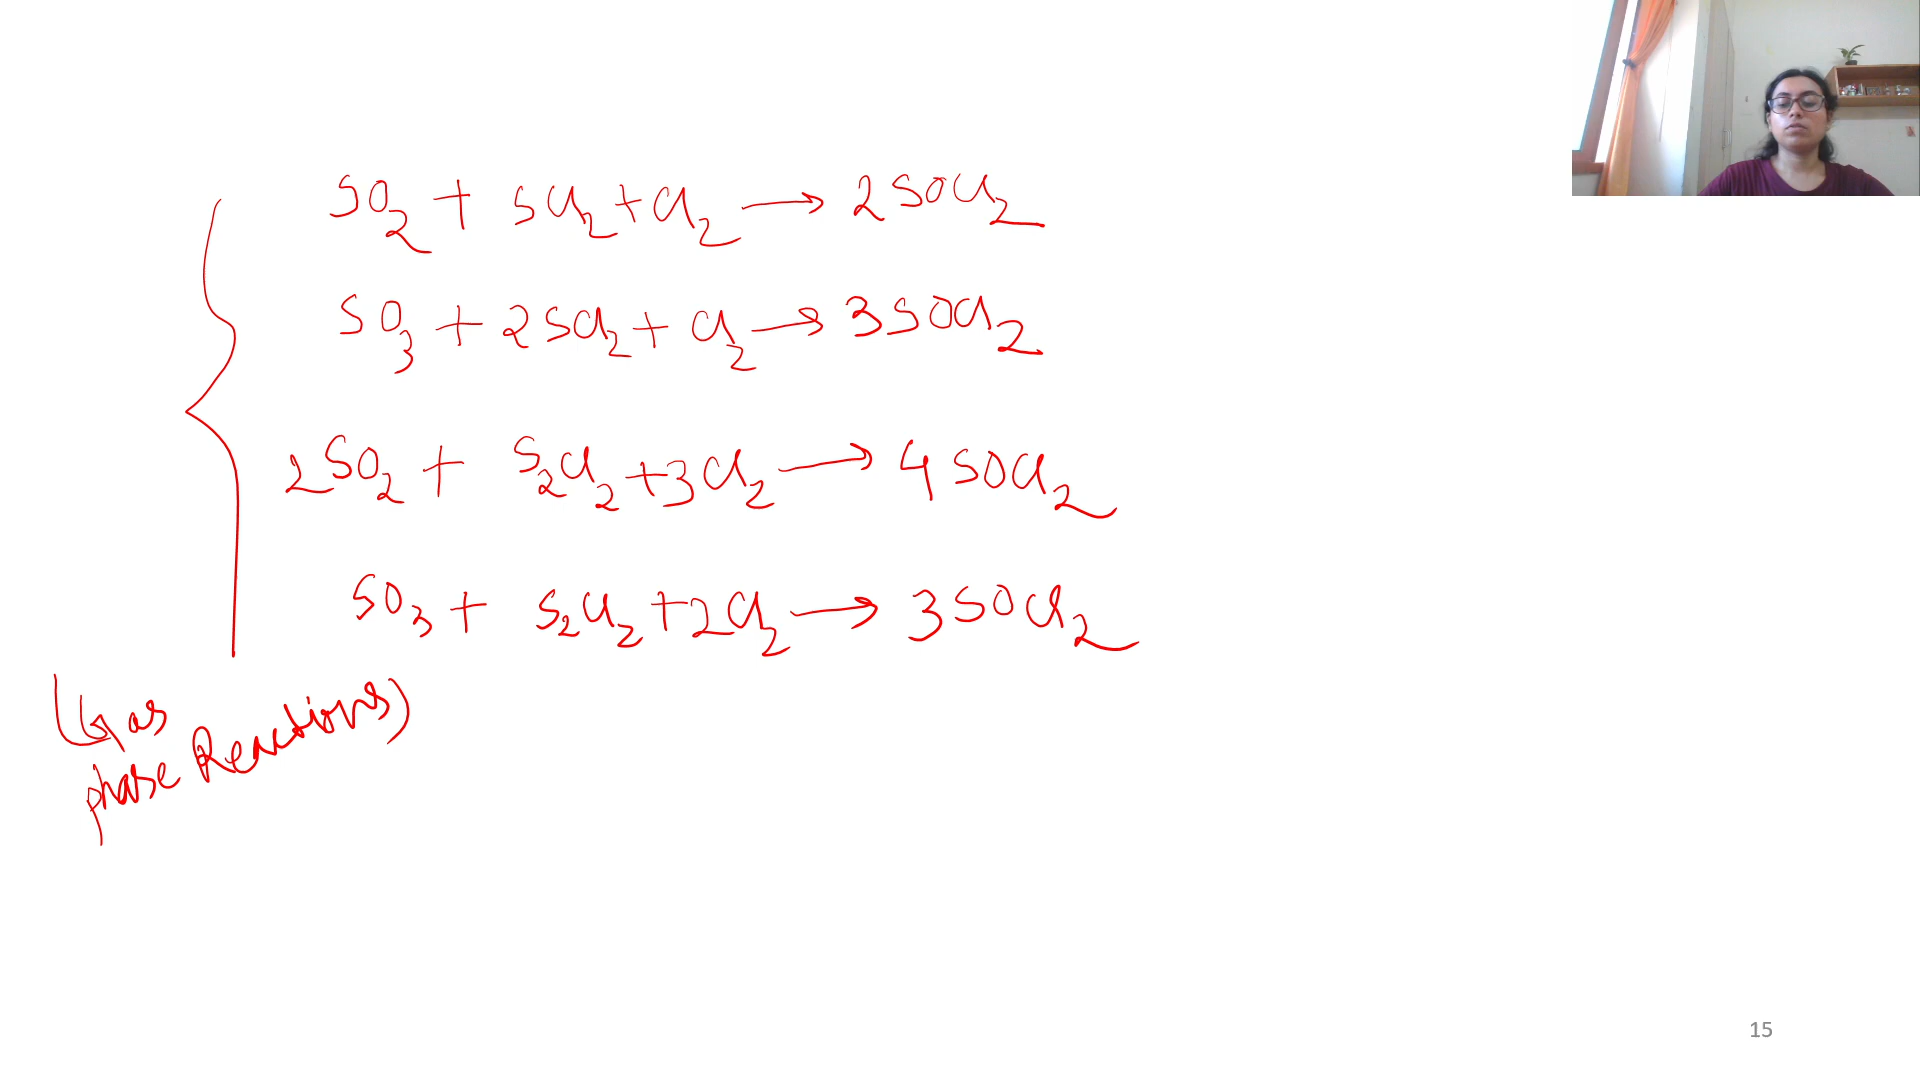 SO₂ + SCl₂ + Cl₂ → 2SOCl₂
SO₃ + 2SCl₂ + Cl₂ → 3SOCl₂
2SO₂ + S₂Cl₂ + 3Cl₂ → 4SOCl₂
SO₃ + S₂Cl₂ + 2Cl₂ → 3SOCl₂
(Gas
phase Reactions)
15